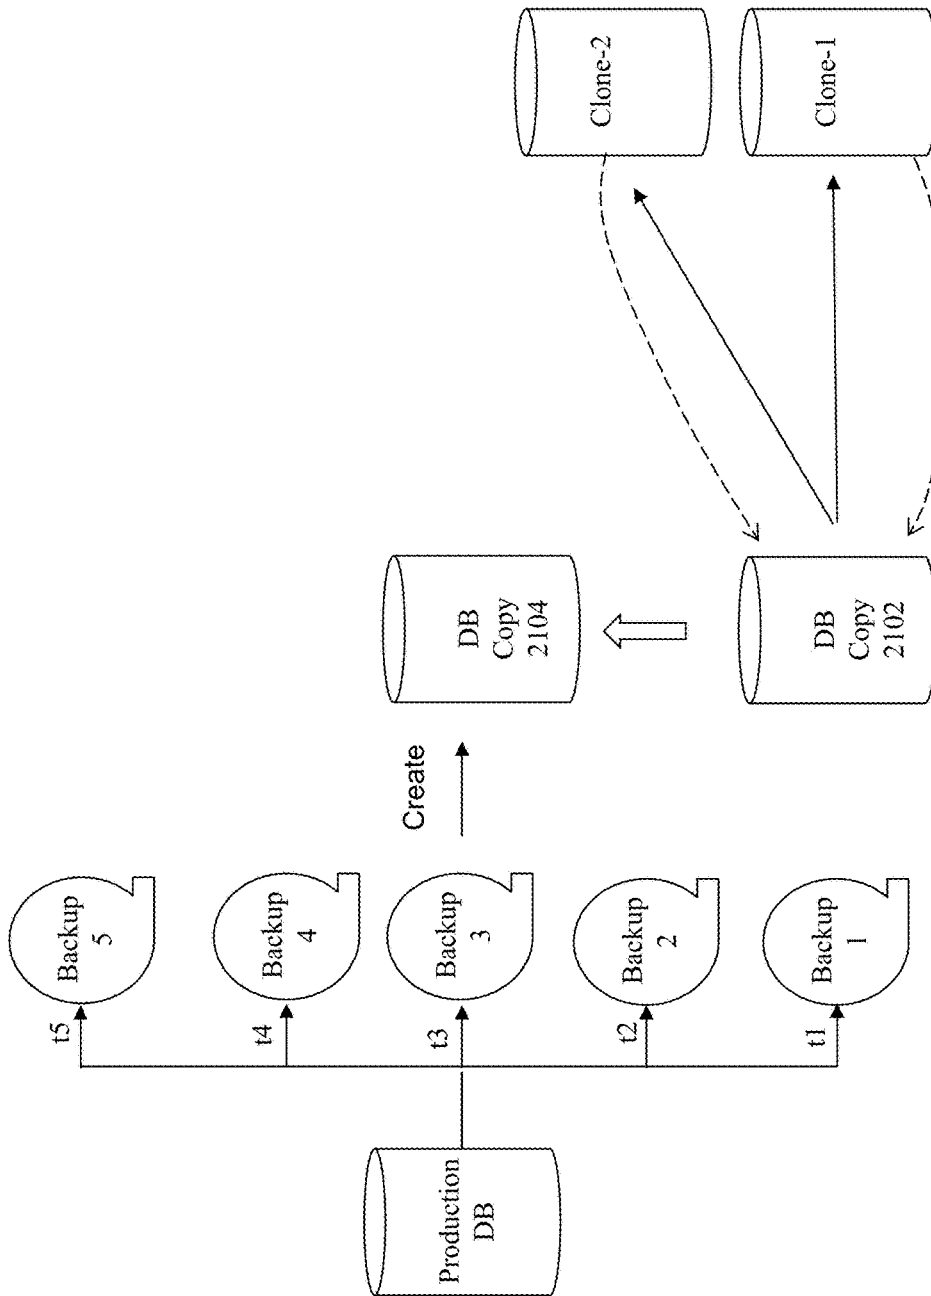 Production
DB
t1
t2
t3
t4
t5
Backup
1
Backup
2
Backup
3
Backup
4
Backup
5
Create
DB
Copy
2104
DB
Copy
2102
Clone-2
Clone-1